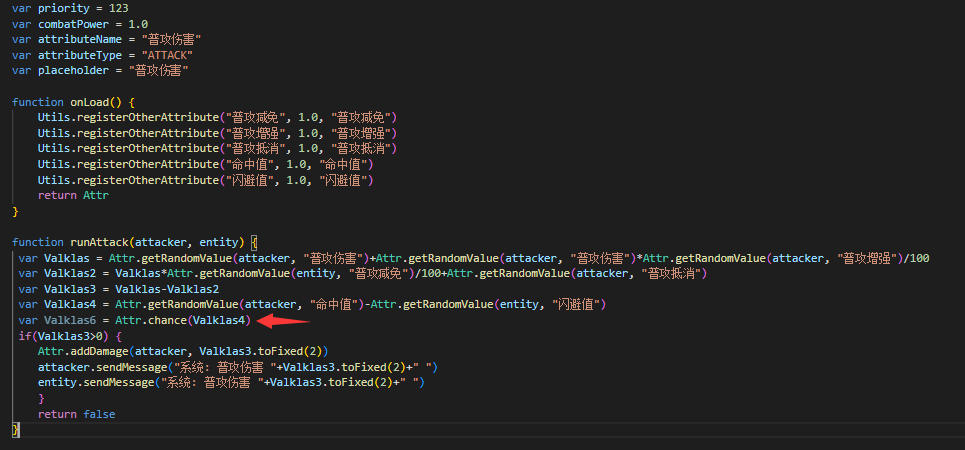 var priority = 123
var combatPower = 1.0
var attributeName = "普攻伤害"
var attributeType = "ATTACK"
var placeholder = "普攻伤害"
function onLoad() {
Utils.registerOtherAttribute("普攻减免", 1.0, "普攻减免")
Utils.registerOtherAttribute("普攻增强", 1.0, "普攻增强")
Utils.registerOtherAttribute("普攻抵消", 1.0, "普攻抵消")
Utils.registerOtherAttribute("命中值", 1.0, "命中值")
Utils.registerOtherAttribute("闪避值", 1.0, "闪避值")
return Attr
}
function runAttack(attacker, entity) {
var Valklas = Attr.getRandomValue(attacker, "普攻伤害")+Attr.getRandomValue(attacker, "普攻伤害")*Attr.getRandomValue(attacker, "普攻增强")/100
var Valklas2 = Valklas*Attr.getRandomValue(entity, "普攻减免")/100+Attr.getRandomValue(attacker, "普攻抵消")
var Valklas3 = Valklas-Valklas2
var Valklas4 = Attr.getRandomValue(attacker, "命中值")-Attr.getRandomValue(entity, "闪避值")
var Valklas6 = Attr.chance(Valklas4)
if(Valklas3>0) {
Attr.addDamage(attacker, Valklas3.toFixed(2))
attacker.sendMessage("系统: 普攻伤害 "+Valklas3.toFixed(2)+" ")
entity.sendMessage("系统: 普攻伤害 "+Valklas3.toFixed(2)+" ")
}
return false
}